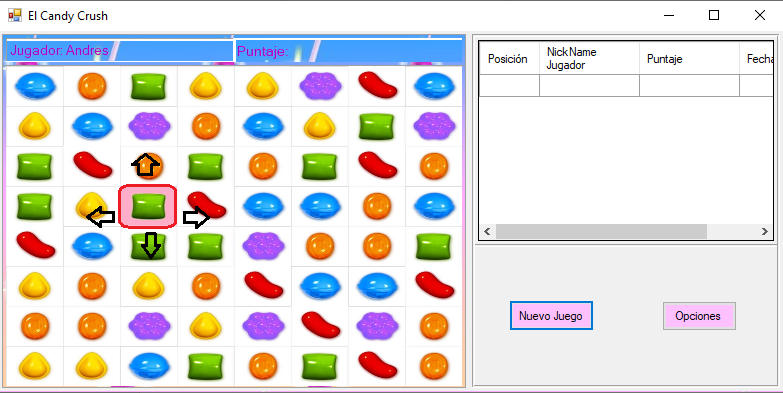 El Candy Crush
Jugador: Andres
Puntaje:
Posición
NickName
Jugador
Puntaje
Fecha
Nuevo Juego
Opciones